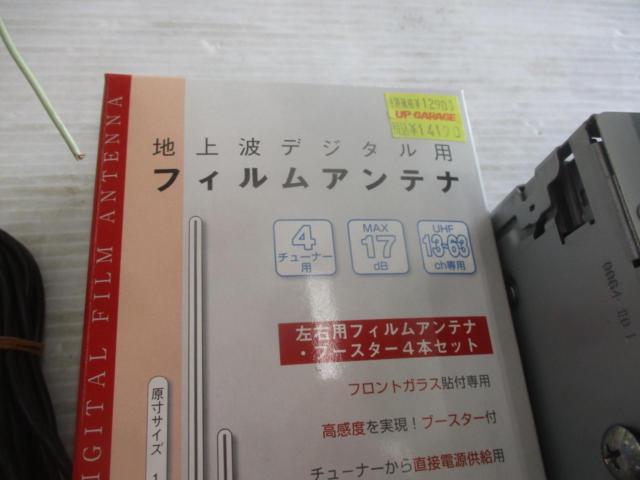 DIGITAL FILM ANTENNA
¥1290
UP GARAGE
税込¥1419
地上波デジタル用
フィルムアンテナ
4
チューナー
用
MAX
17
dB
UHF
13-63
ch専用
左右用フィルムアンテナ
・ブースター4本セット
フロントガラス貼付専用
高感度を実現!ブースター付
チューナーから直接電源供給用
原寸サイズ